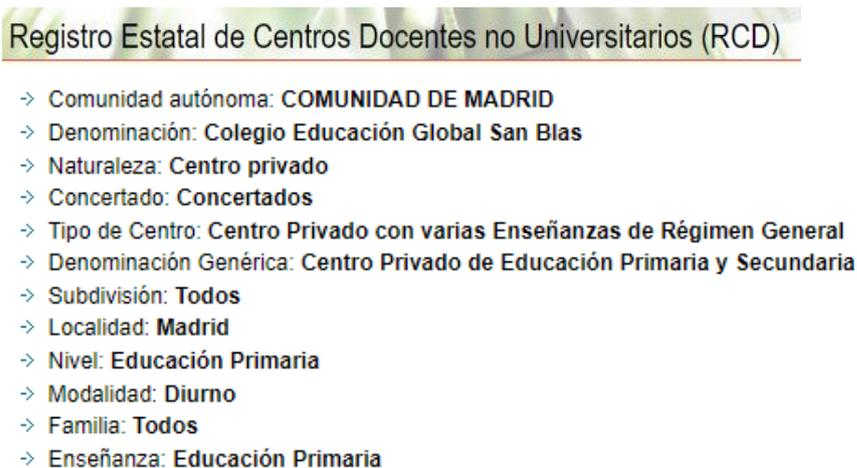 Registro Estatal de Centros Docentes no Universitarios (RCD)
-> Comunidad autónoma: COMUNIDAD DE MADRID
-> Denominación: Colegio Educación Global San Blas
-> Naturaleza: Centro privado
-> Concertado: Concertados
-> Tipo de Centro: Centro Privado con varias Enseñanzas de Régimen General
-> Denominación Genérica: Centro Privado de Educación Primaria y Secundaria
-> Subdivisión: Todos
-> Localidad: Madrid
-> Nivel: Educación Primaria
-> Modalidad: Diurno
-> Familia: Todos
-> Enseñanza: Educación Primaria